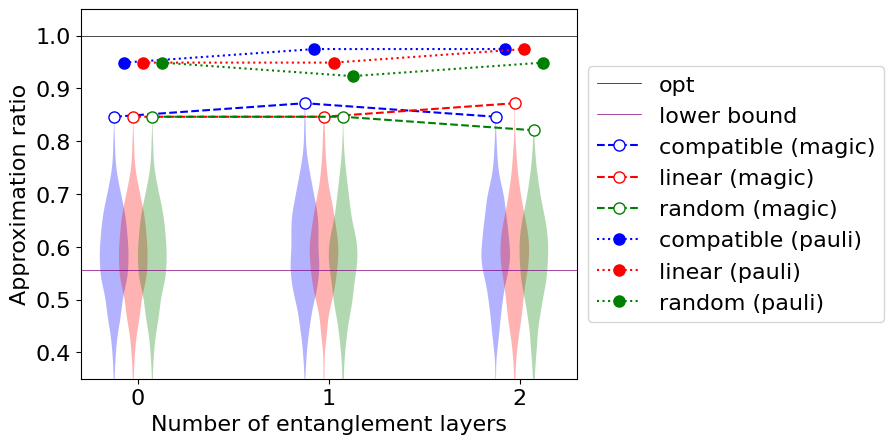 1.0
0.9
0.8
0.7
0.6
0.5
0.4
Approximation ratio
0 1 2
Number of entanglement layers
opt
lower bound
compatible (magic)
linear (magic)
random (magic)
compatible (pauli)
linear (pauli)
random (pauli)